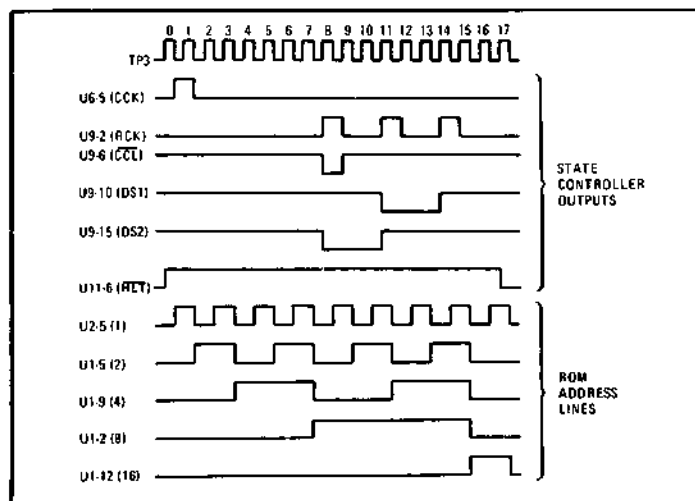 0 1 2 3 4 5 6 7 8 9 10 11 12 13 14 15 16 17
TP3
U6-5 (CCK)
U9-2 (RCK)
U9-6 (CCL)
U9-10 (DS1)
U9-15 (DS2)
U11-6 (HLT)
STATE
CONTROLLER
OUTPUTS
U2-5 (1)
U1-5 (2)
U1-9 (4)
U1-2 (8)
U1-12 (16)
ROM
ADDRESS
LINES